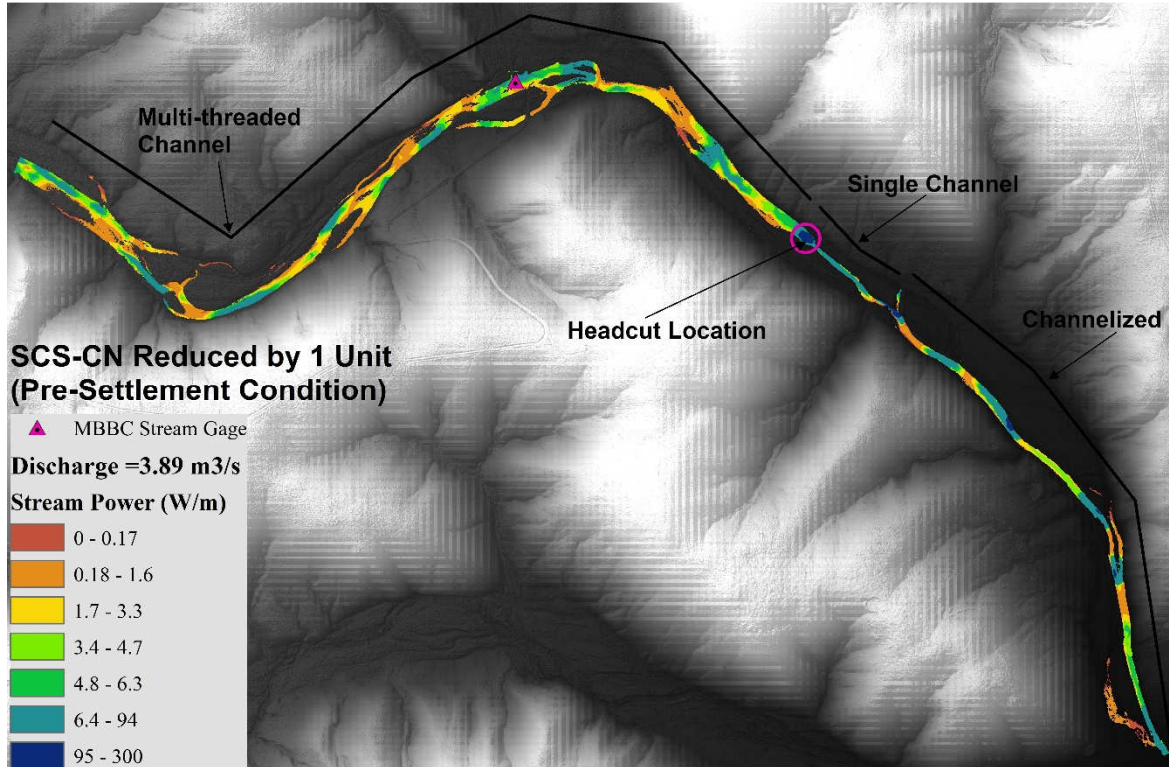 Multi-threaded
Channel
Single Channel
Headcut Location
Channelized
SCS-CN Reduced by 1 Unit
(Pre-Settlement Condition)
MBBC Stream Gage
Discharge =3.89 m3/s
Stream Power (W/m)
0 - 0.17
0.18 - 1.6
1.7 - 3.3
3.4 - 4.7
4.8 - 6.3
6.4 - 94
95 - 300